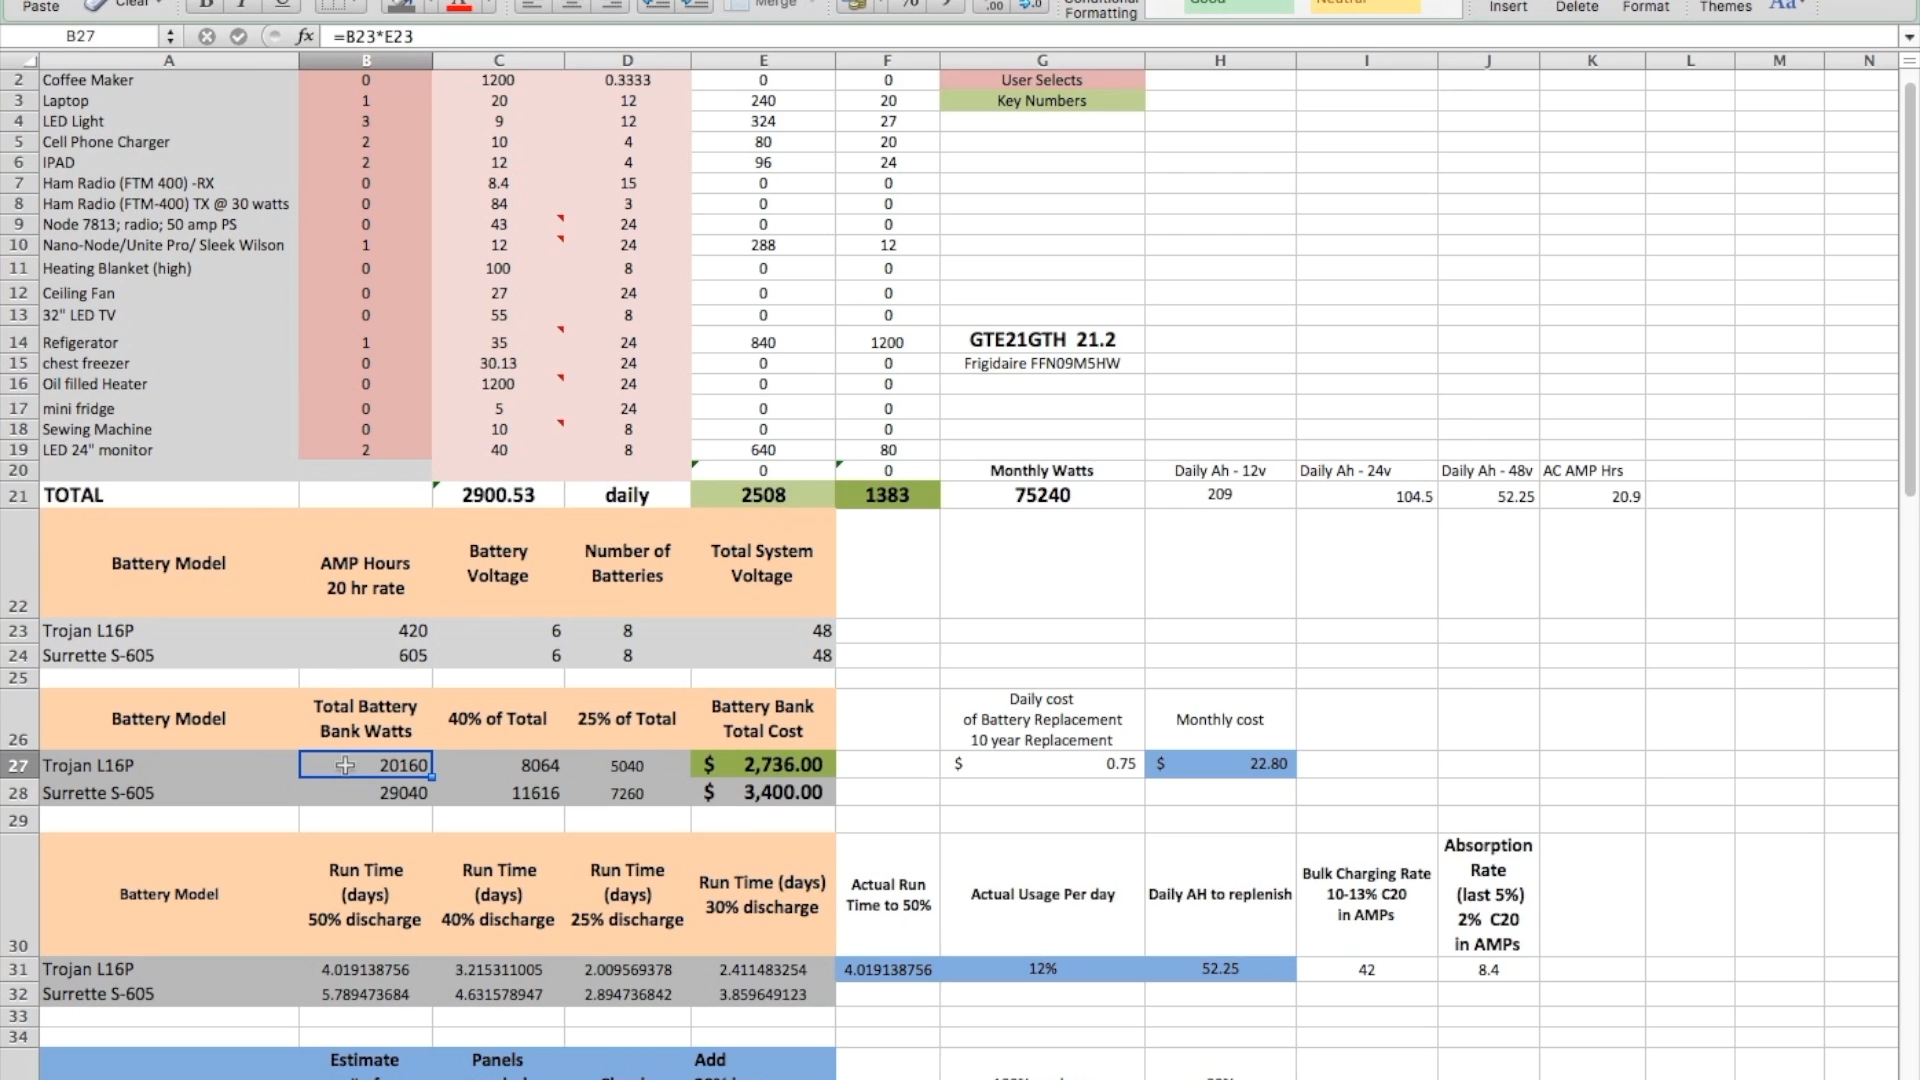 Paste Clear Merge Conditional Formatting Good Neutral Insert Delete Format Themes Aa
B27 fx =B23*E23
A B C D E F G H I J K L M N
2 Coffee Maker 0 1200 0.3333 0 0 User Selects
3 Laptop 1 20 12 240 20 Key Numbers
4 LED Light 3 9 12 324 27
5 Cell Phone Charger 2 10 4 80 20
6 IPAD 2 12 4 96 24
7 Ham Radio (FTM 400) -RX 0 8.4 15 0 0
8 Ham Radio (FTM-400) TX @ 30 watts 0 84 3 0 0
9 Node 7813; radio; 50 amp PS 0 43 24 0 0
10 Nano-Node/Unite Pro/ Sleek Wilson 1 12 24 288 12
11 Heating Blanket (high) 0 100 8 0 0
12 Ceiling Fan 0 27 24 0 0
13 32" LED TV 0 55 8 0 0
14 Refigerator 1 35 24 840 1200 GTE21GTH 21.2
15 chest freezer 0 30.13 24 0 0 Frigidaire FFN09M5HW
16 Oil filled Heater 0 1200 24 0 0
17 mini fridge 0 5 24 0 0
18 Sewing Machine 0 10 8 0 0
19 LED 24" monitor 2 40 8 640 80
20 0 0 Monthly Watts Daily Ah - 12v Daily Ah - 24v Daily Ah - 48v AC AMP Hrs
21 TOTAL 2900.53 daily 2508 1383 75240 209 104.5 52.25 20.9
Battery Model
AMP Hours
20 hr rate
Battery
Voltage
Number of
Batteries
Total System
Voltage
22
23 Trojan L16P 420 6 8 48
24 Surrette S-605 605 6 8 48
25
Battery Model
Total Battery
Bank Watts
40% of Total
25% of Total
Battery Bank
Total Cost
Daily cost
of Battery Replacement
10 year Replacement
Monthly cost
26
27 Trojan L16P 20160 8064 5040 $ 2,736.00 $ 0.75 $ 22.80
28 Surrette S-605 29040 11616 7260 $ 3,400.00
29
Battery Model
Run Time
(days)
50% discharge
Run Time
(days)
40% discharge
Run Time
(days)
25% discharge
Run Time (days)
30% discharge
Actual Run
Time to 50%
Actual Usage Per day
Daily AH to replenish
Bulk Charging Rate
10-13% C20
in AMPs
Absorption
Rate
(last 5%)
2% C20
in AMPs
30
31 Trojan L16P 4.019138756 3.215311005 2.009569378 2.411483254 4.019138756 12% 52.25 42 8.4
32 Surrette S-605 5.789473684 4.631578947 2.894736842 3.859649123
33
34
Estimate Panels Add